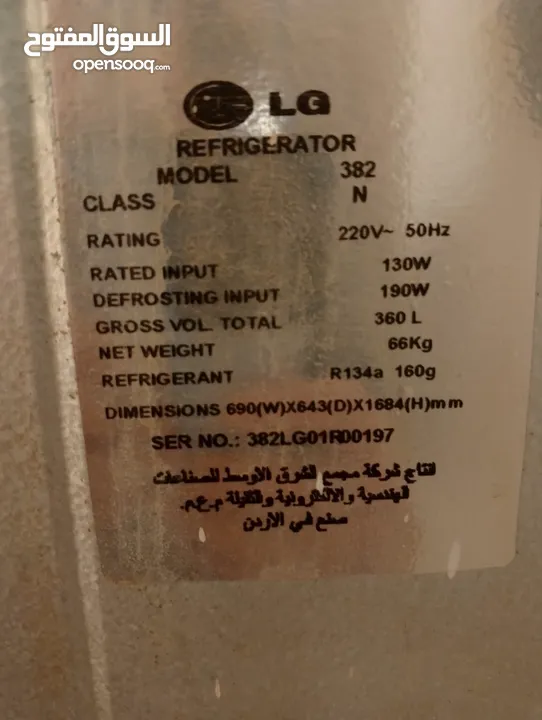 السوق المفتوح
opensooq.com
LG
REFRIGERATOR
MODEL 382
CLASS N
RATING 220V~ 50Hz
RATED INPUT 130W
DEFROSTING INPUT 190W
GROSS VOL. TOTAL 360 L
NET WEIGHT 66Kg
REFRIGERANT R134a 160g
DIMENSIONS 690(W)X643(D)X1684(H)mm
SER NO.: 382LG01R00197
انتاج شركة مجمع الشرق الاوسط للصناعات
الهندسية والالكترونية والثقيلة م.ع.م.
صنع في الاردن